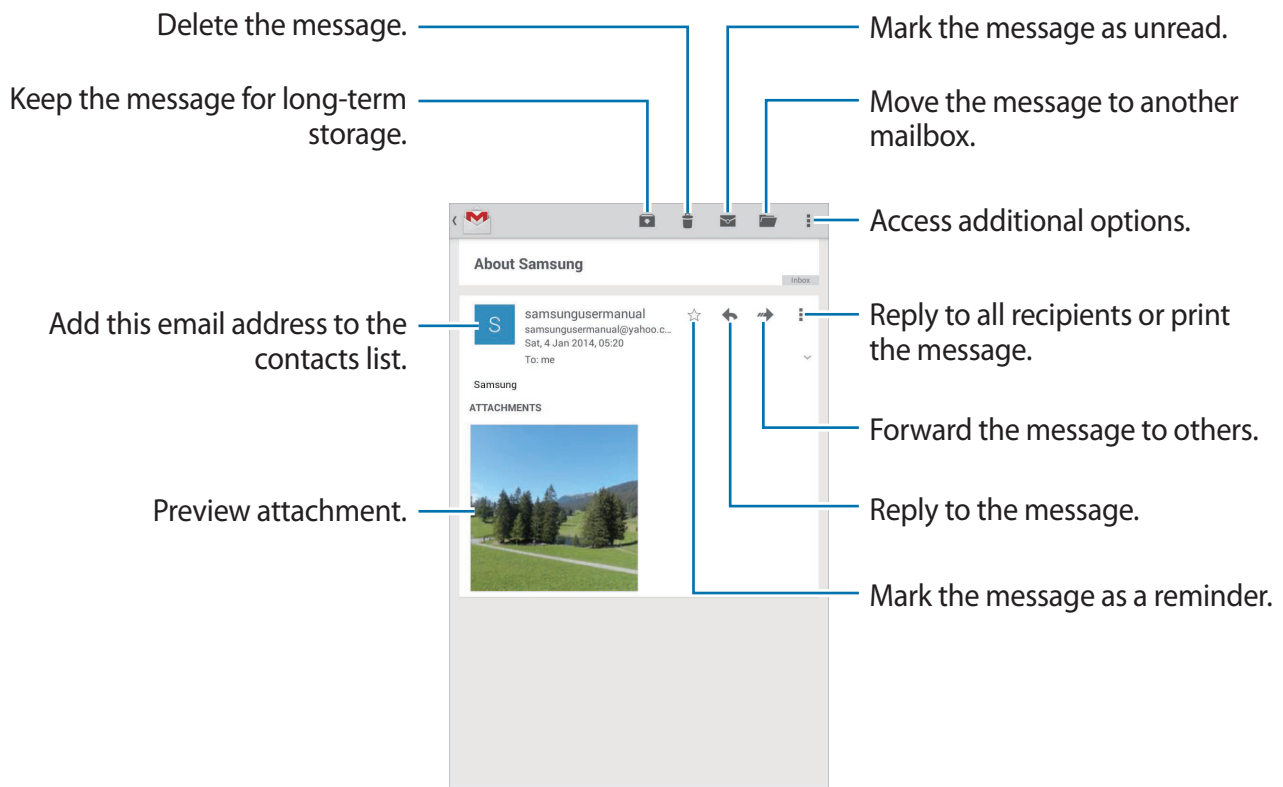 Delete the message.
Mark the message as unread.
Keep the message for long-term
storage.
Move the message to another
mailbox.
Access additional options.
About Samsung
Inbox
Add this email address to the
contacts list.
S
samsungusermanual
samsungusermanual@yahoo.c...
Sat, 4 Jan 2014, 05:20
To: me
Reply to all recipients or print
the message.
Samsung
ATTACHMENTS
Forward the message to others.
Preview attachment.
Reply to the message.
Mark the message as a reminder.